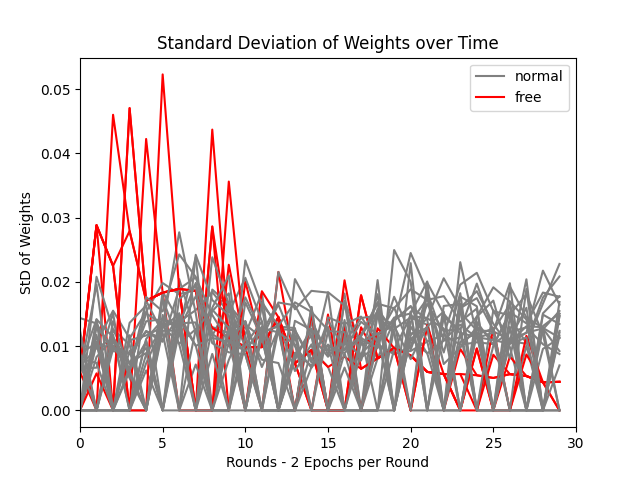 Standard Deviation of Weights over Time
normal
free
StD of Weights
0.05
0.04
0.03
0.02
0.01
0.00
0 5 10 15 20 25 30
Rounds - 2 Epochs per Round